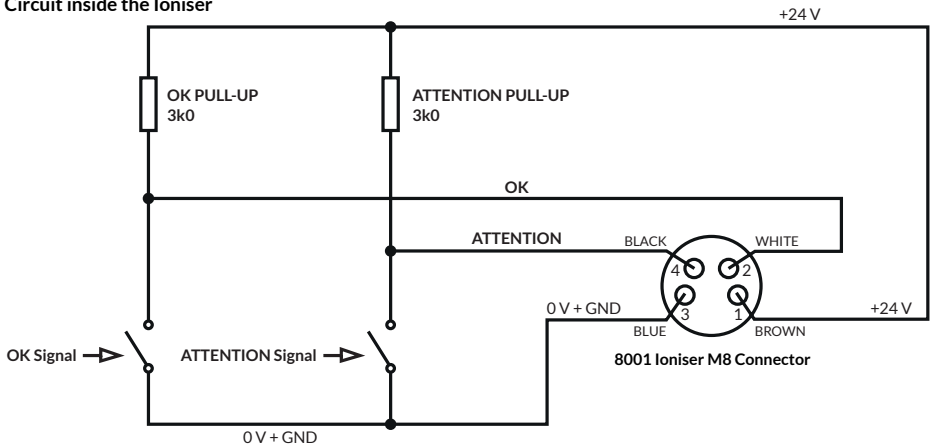 Circuit inside the Ioniser
+24 V
OK PULL-UP
3k0
ATTENTION PULL-UP
3k0
OK
ATTENTION
BLACK
WHITE
4
2
3
1
0 V + GND
+24 V
BLUE
BROWN
8001 Ioniser M8 Connector
OK Signal
ATTENTION Signal
0 V + GND